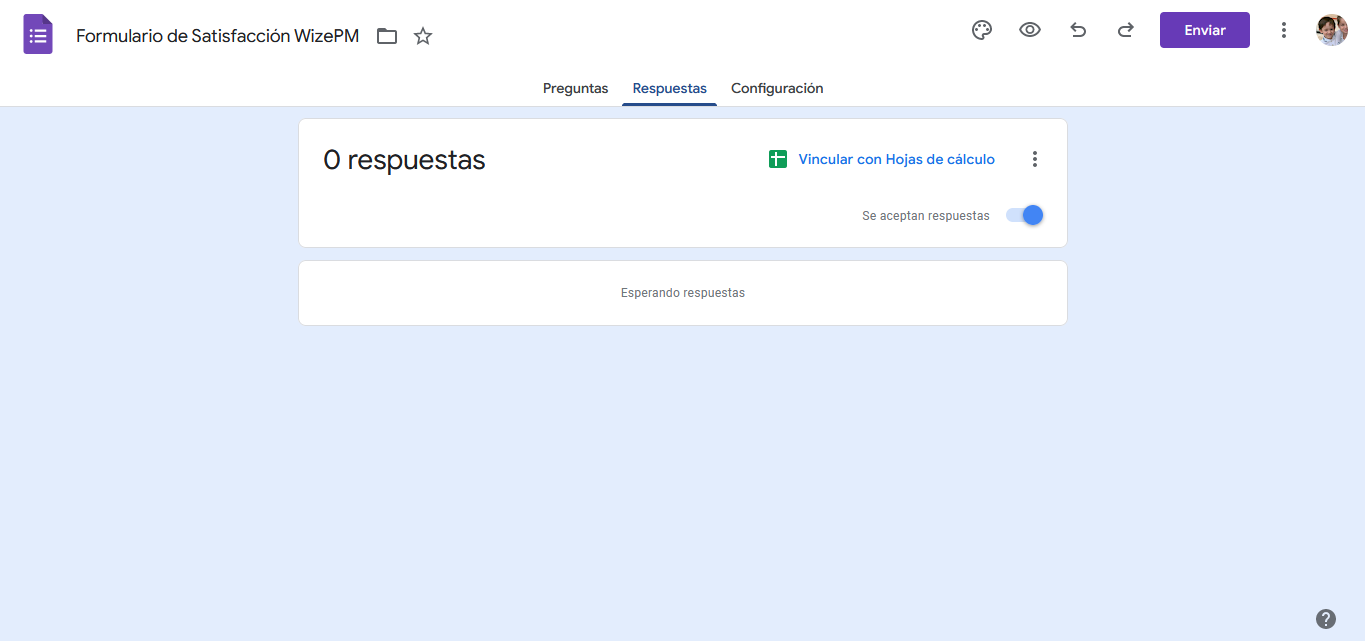 Formulario de Satisfacción WizePM
Enviar
Preguntas
Respuestas
Configuración
0 respuestas
Vincular con Hojas de cálculo
Se aceptan respuestas
Esperando respuestas